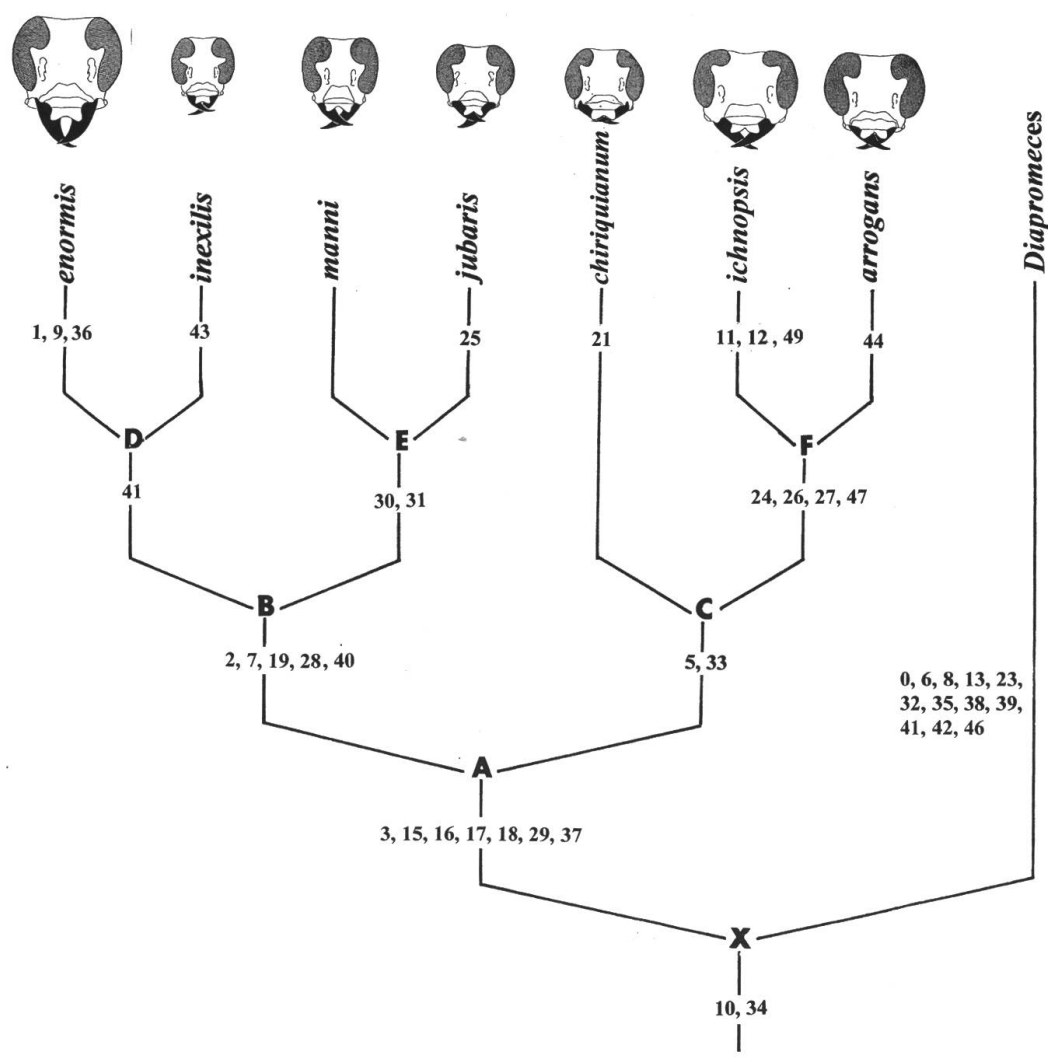 enormis
inexilis
manni
jubaris
chiriquianum
ichnopsis
arrogans
Diapromeces
1, 9, 36
43
25
21
11, 12 , 49
44
D
E
F
41
30, 31
24, 26, 27, 47
B
C
2, 7, 19, 28, 40
5, 33
0, 6, 8, 13, 23,
32, 35, 38, 39,
41, 42, 46
A
3, 15, 16, 17, 18, 29, 37
X
10, 34